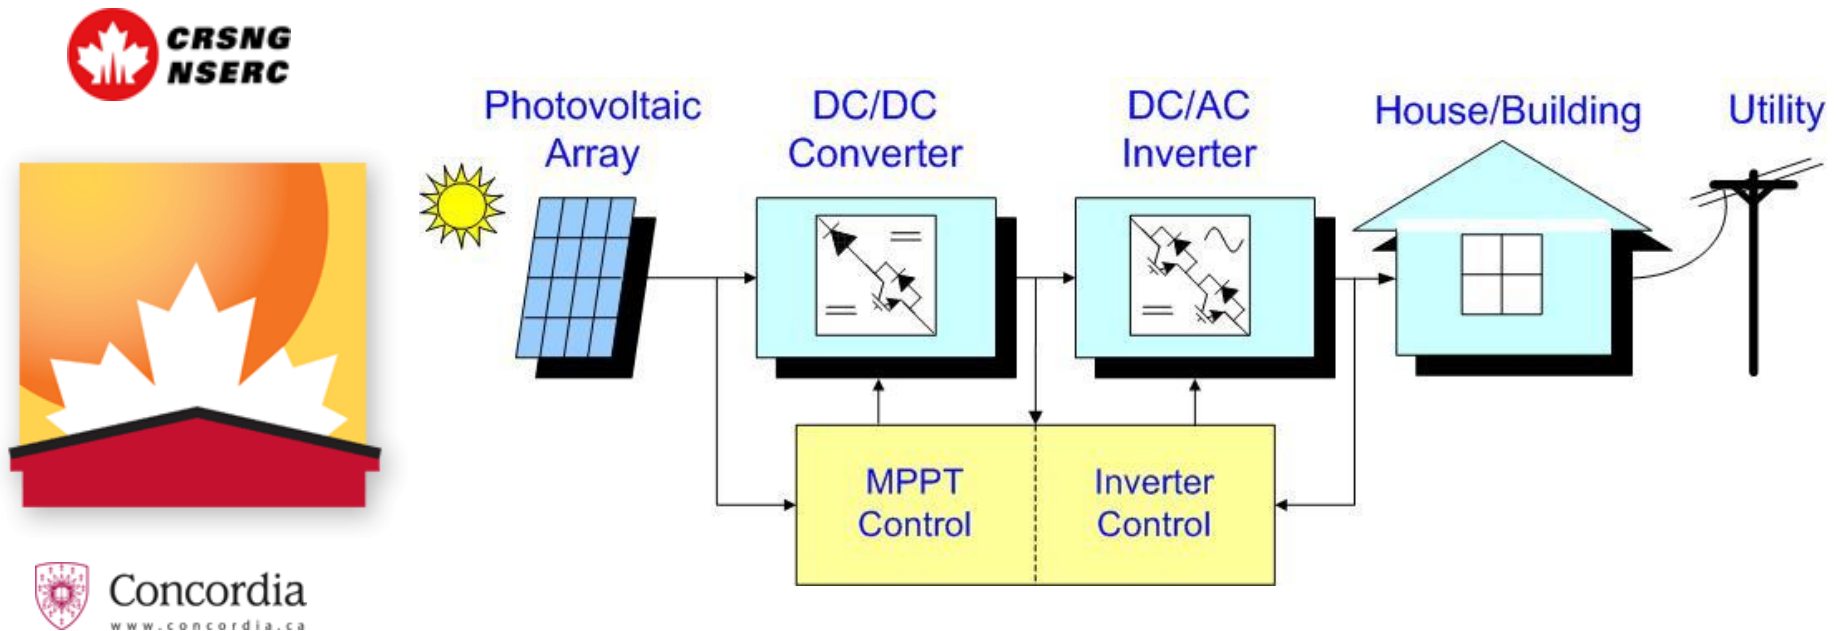 CRSNG
NSERC
Photovoltaic
Array
DC/DC
Converter
DC/AC
Inverter
House/Building
Utility
MPPT
Control
Inverter
Control
Concordia
www.concordia.ca